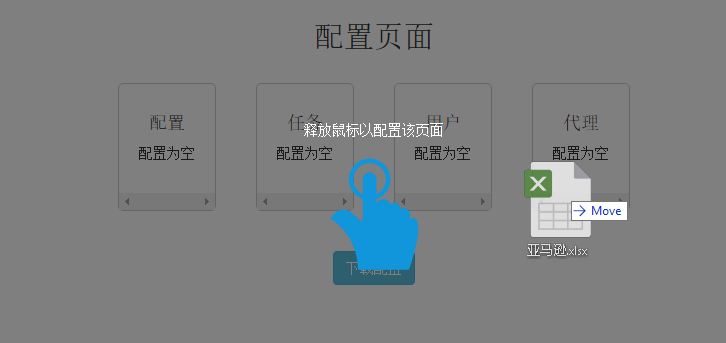 配置页面
配置
任务
用户
代理
释放鼠标以配置该页面
配置为空
配置为空
配置为空
配置为空
Move
亚马逊.xlsx
下载配置